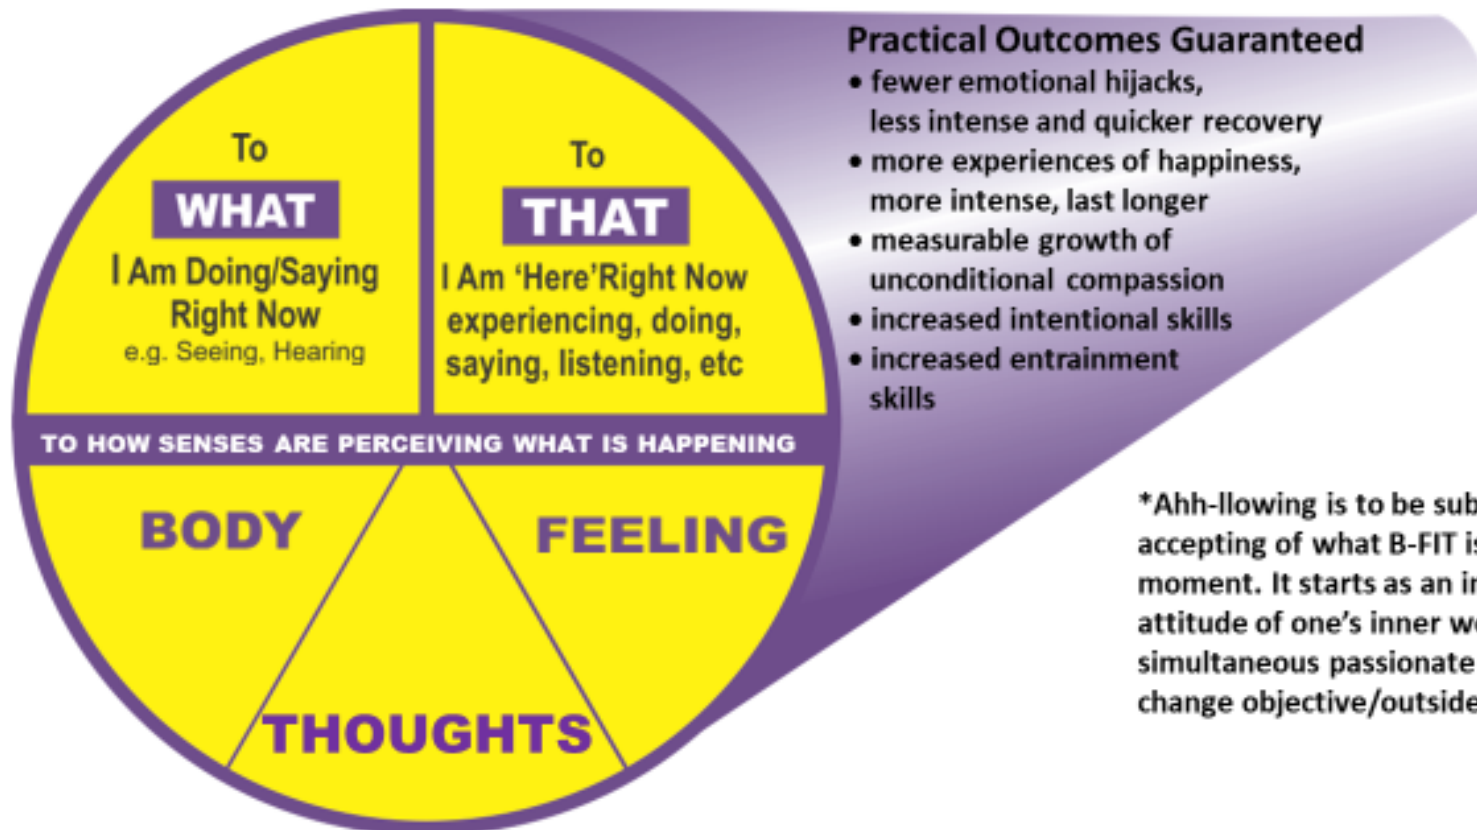 To
WHAT
I Am Doing/Saying
Right Now
e.g. Seeing, Hearing
To
THAT
I Am ‘Here’Right Now
experiencing, doing,
saying, listening, etc
TO HOW SENSES ARE PERCEIVING WHAT IS HAPPENING
BODY
FEELING
THOUGHTS
Practical Outcomes Guaranteed
• fewer emotional hijacks,
less intense and quicker recovery
• more experiences of happiness,
more intense, last longer
• measurable growth of
unconditional compassion
• increased intentional skills
• increased entrainment
skills
*Ahh-llowing is to be
accepting of what B-FIT
moment. It starts as an
attitude of one’s inner
simultaneous passionate
change objective/outside